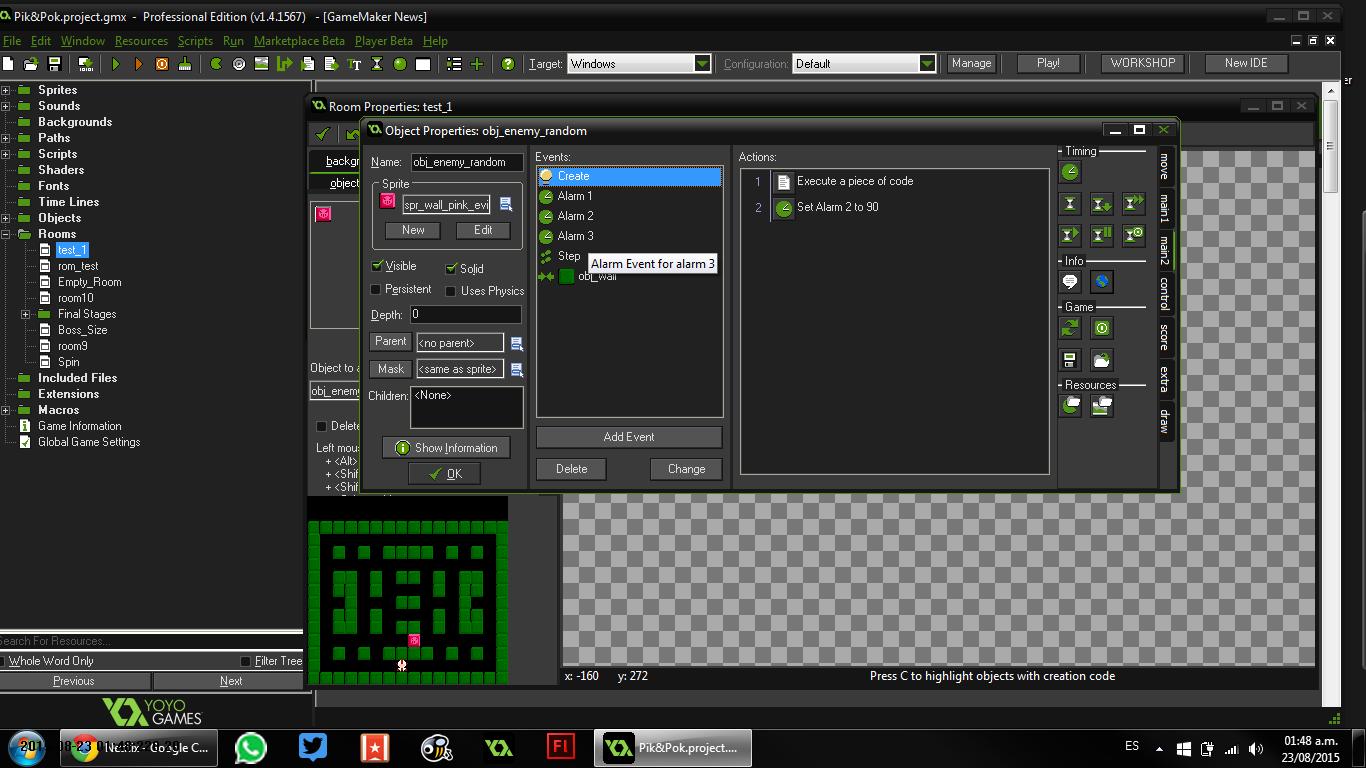 Pik&Pok.project.gmx - Professional Edition (v1.4.1567) - [GameMaker News]
File Edit Window Resources Scripts Run Marketplace Beta Player Beta Help
Target: Windows Configuration: Default Manage Play! WORKSHOP New IDE
Sprites
Sounds
Backgrounds
Paths
Scripts
Shaders
Fonts
Time Lines
Objects
Rooms
test_1
rom_test
Empty_Room
room10
Final Stages
Boss_Size
room9
Spin
Included Files
Extensions
Macros
Game Information
Global Game Settings
Search For Resources...
Whole Word Only Filter Tree
Previous Next
YOYO
GAMES
Room Properties: test_1
backgr
object
Object to a
obj_enemy
Delete
Left mous
+ <Alt>
+ <Shif
+ <Shif
Object Properties: obj_enemy_random
Name: obj_enemy_random
Sprite
spr_wall_pink_evi
New Edit
Visible Solid
Persistent Uses Physics
Depth: 0
Parent <no parent>
Mask <same as sprite>
Children: <None>
Show Information
OK
Events:
Create
Alarm 1
Alarm 2
Alarm 3
Step
Alarm Event for alarm 3
obj_wall
Add Event
Delete Change
Actions:
1 Execute a piece of code
2 Set Alarm 2 to 90
Timing
Info
Game
Resources
move
main1
main2
control
score
extra
draw
x: -160 y: 272 Press C to highlight objects with creation code
- Google C...
Pik&Pok.project....
ES
01:48 a.m.
23/08/2015